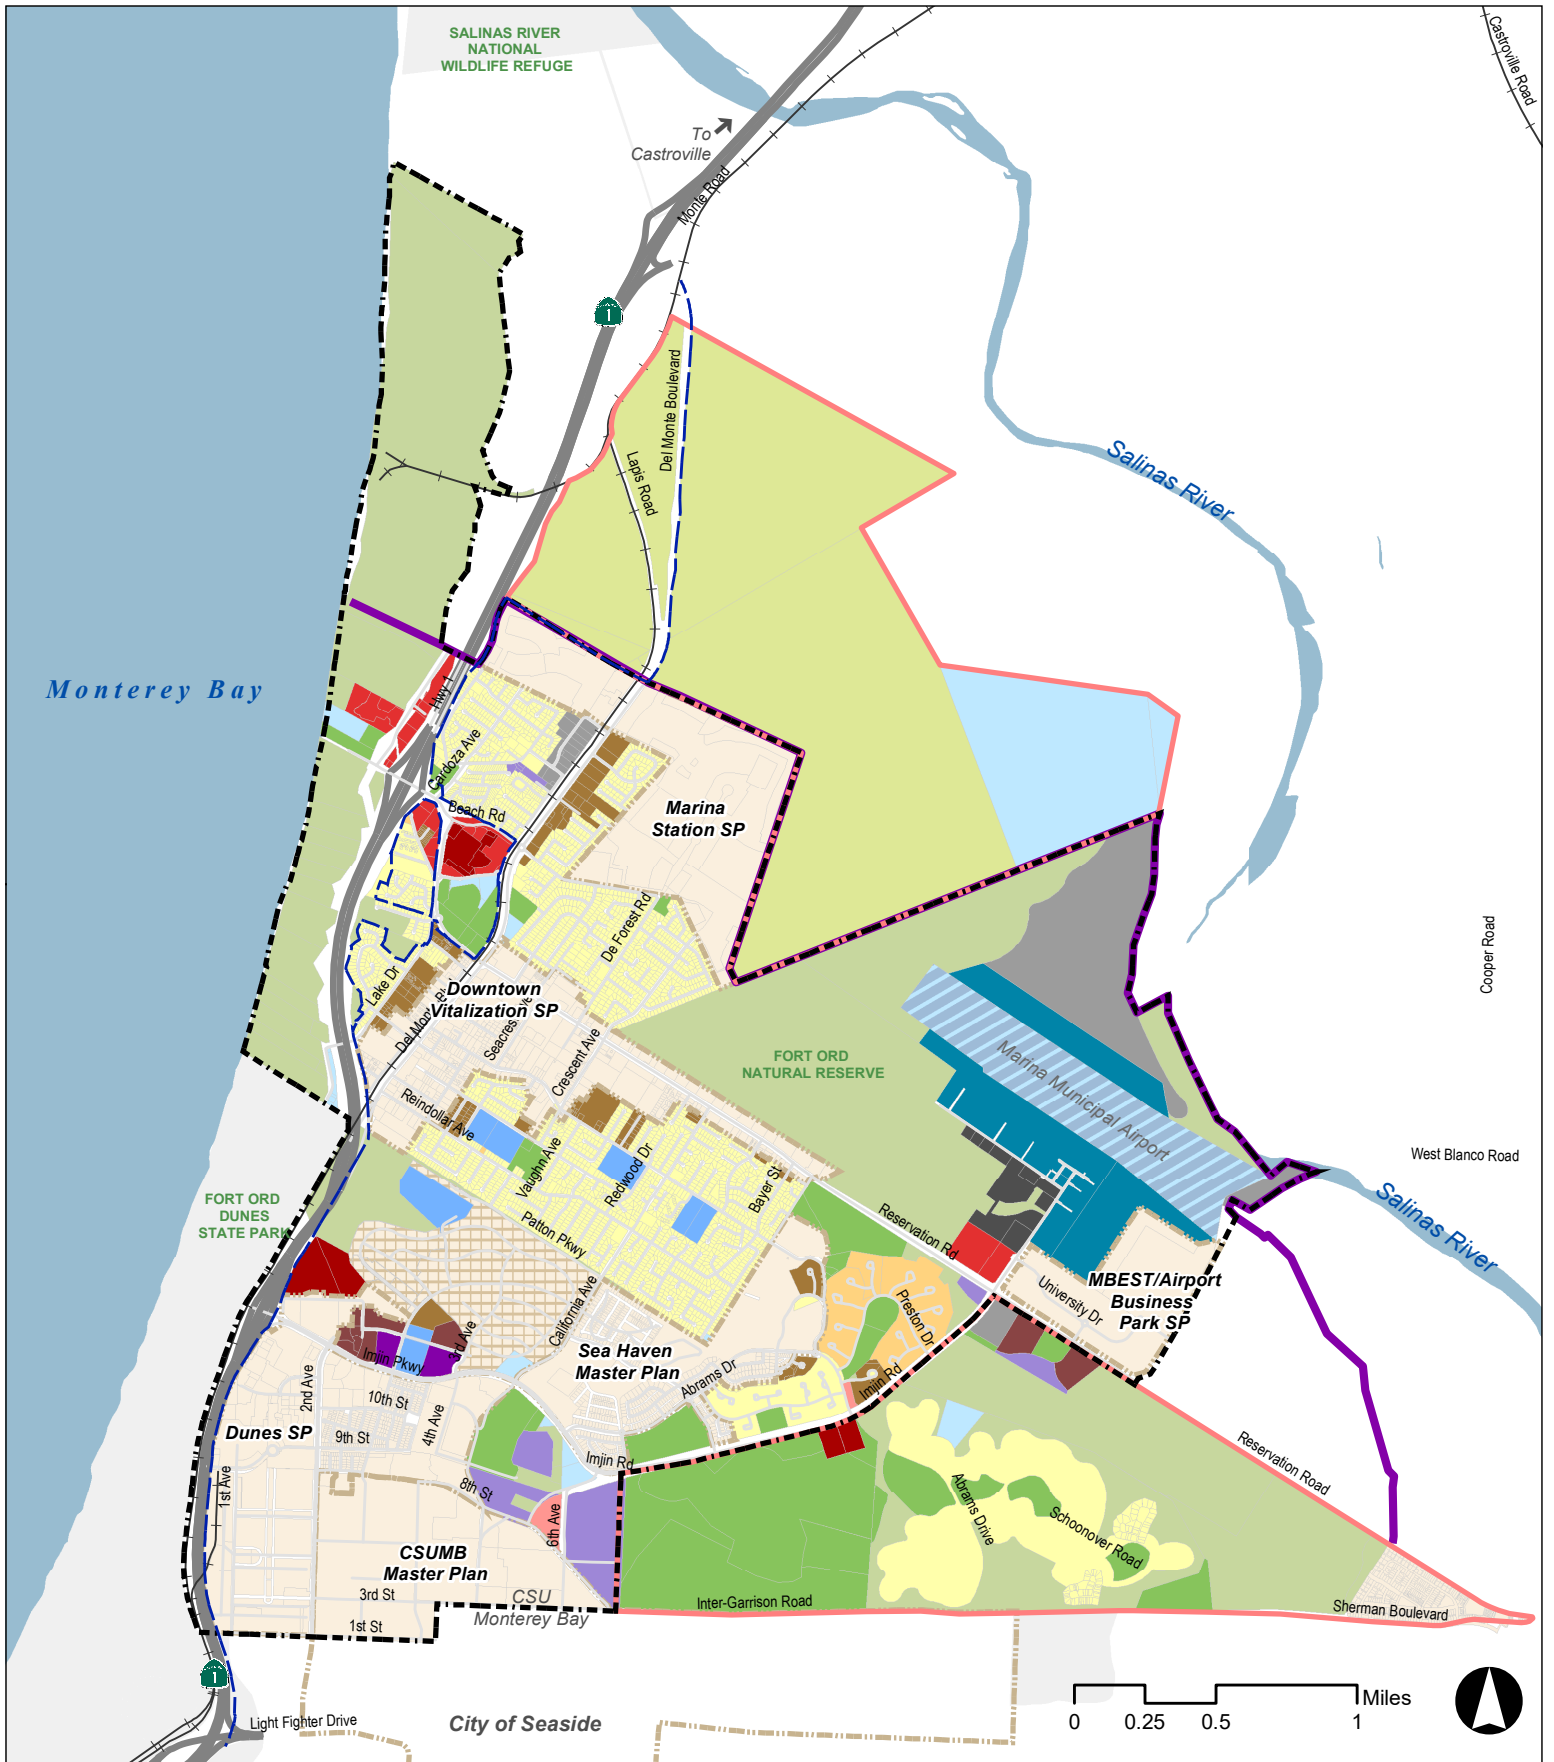 SALINAS RIVER
NATIONAL
WILDLIFE REFUGE
Castroville Road
To
Castroville
Monte Road
1
Del Monte Boulevard
Lapis Road
Salinas River
Monterey Bay
Hwy 1
Cardoza Ave
Beach Rd
Marina
Station SP
De Forest Rd
Cooper Road
Lake Dr
Downtown
Vitalization SP
Del Monte
Seacrest Ave
Crescent Ave
FORT ORD
NATURAL RESERVE
Marina Municipal Airport
Reindollar Ave
Vaughn Ave
Redwood Dr
Bayer St
West Blanco Road
Salinas River
FORT ORD
DUNES
STATE PARK
Patton Pkwy
Reservation Rd
MBEST/Airport
Business
Park SP
University Dr
California Ave
Preston Dr
3rd Ave
Imjin Pkwy
Sea Haven
Master Plan
Abrams Dr
Imjin Rd
2nd Ave
10th St
4th Ave
9th St
Dunes SP
Imjin Rd
Reservation Road
1st Ave
8th St
6th Ave
Abrams Drive
Schoonover Road
CSUMB
Master Plan
3rd St
CSU
Monterey Bay
Inter-Garrison Road
Sherman Boulevard
1st St
1
Light Fighter Drive
City of Seaside
Miles
0 0.25 0.5 1